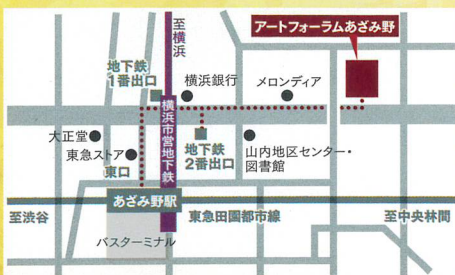 至横浜
アートフォーラムあざみ野
地下鉄
1番出口
横浜銀行
メロンディア
横浜市営地下鉄
大正堂
東急ストア
東口
地下鉄
2番出口
山内地区センター・
図書館
あざみ野駅
至渋谷
東急田園都市線
至中央林間
バスターミナル